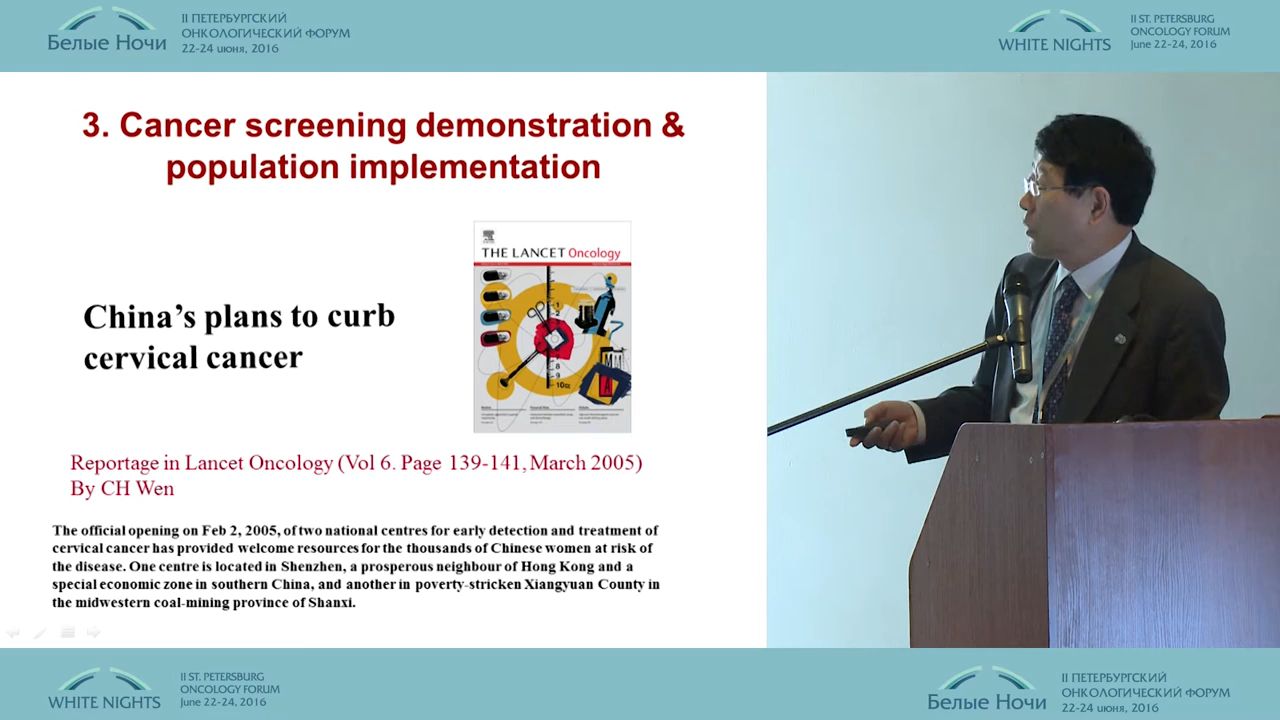 II ПЕТЕРБУРГСКИЙ
ОНКОЛОГИЧЕСКИЙ ФОРУМ
Белые Ночи
22-24 июня, 2016
II ST. PETERSBURG
ONCOLOGY FORUM
WHITE NIGHTS
June 22-24, 2016
3. Cancer screening demonstration &
population implementation
THE LANCET Oncology
China's plans to curb
cervical cancer
Reportage in Lancet Oncology (Vol 6. Page 139-141, March 2005)
By CH Wen
The official opening on Feb 2, 2005, of two national centres for early detection and treatment of
cervical cancer has provided welcome resources for the thousands of Chinese women at risk of
the disease. One centre is located in Shenzhen, a prosperous neighbour of Hong Kong and a
special economic zone in southern China, and another in poverty-stricken Xiangyuan County in
the midwestern coal-mining province of Shanxi.
II ST. PETERSBURG
ONCOLOGY FORUM
WHITE NIGHTS
June 22-24, 2016
II ПЕТЕРБУРГСКИЙ
ОНКОЛОГИЧЕСКИЙ ФОРУМ
Белые Ночи
22-24 июня, 2016